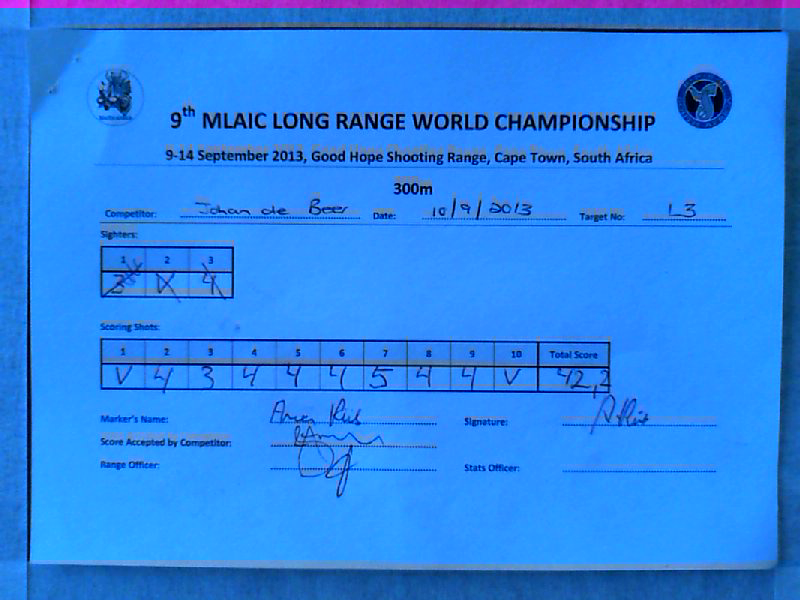 9th MLAIC LONG RANGE WORLD CHAMPIONSHIP
9-14 September 2013, Good Hope Shooting Range, Cape Town, South Africa
300m
Competitor: Johan de Beer Date: 10/9/2013 Target No: L3
Sighters:
1 2 3
3 V 4
Scoring Shots:
1 2 3 4 5 6 7 8 9 10 Total Score
V 4 3 4 4 4 5 4 4 V 42,2
Marker's Name: Signature:
Score Accepted by Competitor:
Range Officer: Stats Officer: